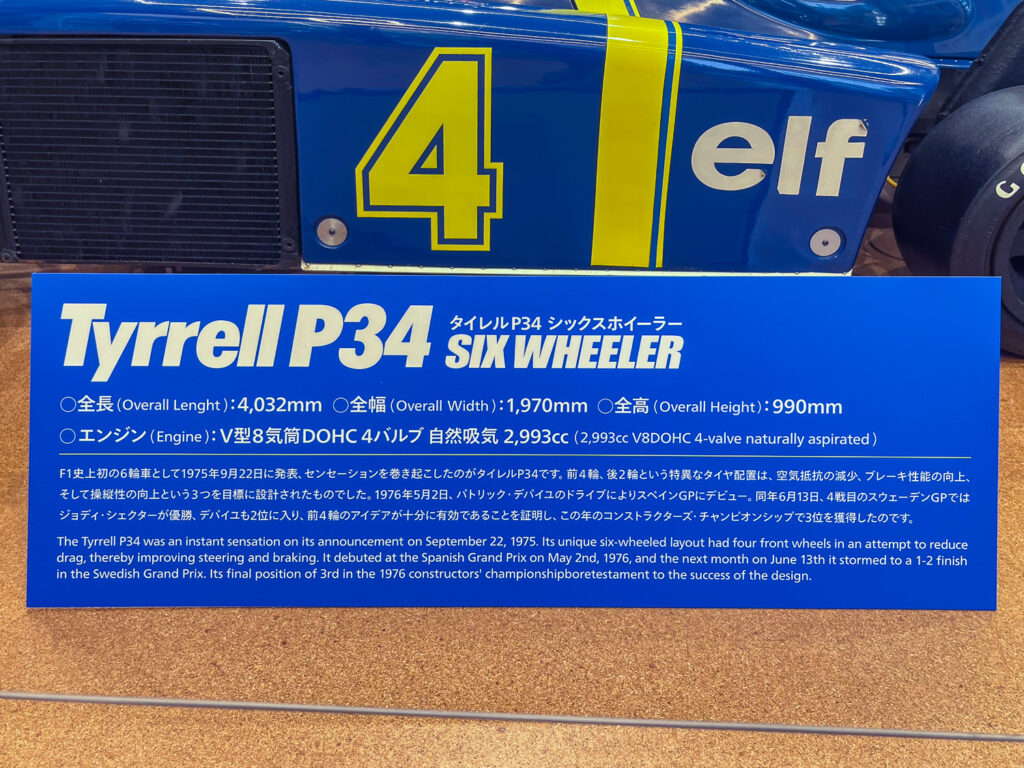 4
elf
Tyrrell P34 タイレルP34 シックスホイーラー
SIX WHEELER
○全長(Overall Lenght):4,032mm ○全幅(Overall Width):1,970mm ○全高(Overall Height):990mm
○エンジン(Engine):V型8気筒DOHC 4バルブ 自然吸気 2,993cc (2,993cc V8DOHC 4-valve naturally aspirated)
F1史上初の6輪車として1975年9月22日に発表、センセーションを巻き起こしたのがタイレルP34です。前4輪、後2輪という特異なタイヤ配置は、空気抵抗の減少、ブレーキ性能の向上、
そして操縦性の向上という3つを目標に設計されたものでした。1976年5月2日、パトリック・デパイユのドライブによりスペインGPにデビュー。同年6月13日、4戦目のスウェーデンGPでは
ジョディ・シェクターが優勝、デパイユも2位に入り、前4輪のアイデアが十分に有効であることを証明し、この年のコンストラクターズ・チャンピオンシップで3位を獲得したのです。
The Tyrrell P34 was an instant sensation on its announcement on September 22, 1975. Its unique six-wheeled layout had four front wheels in an attempt to reduce
drag, thereby improving steering and braking. It debuted at the Spanish Grand Prix on May 2nd, 1976, and the next month on June 13th it stormed to a 1-2 finish
in the Swedish Grand Prix. Its final position of 3rd in the 1976 constructors' championshipboretestament to the success of the design.